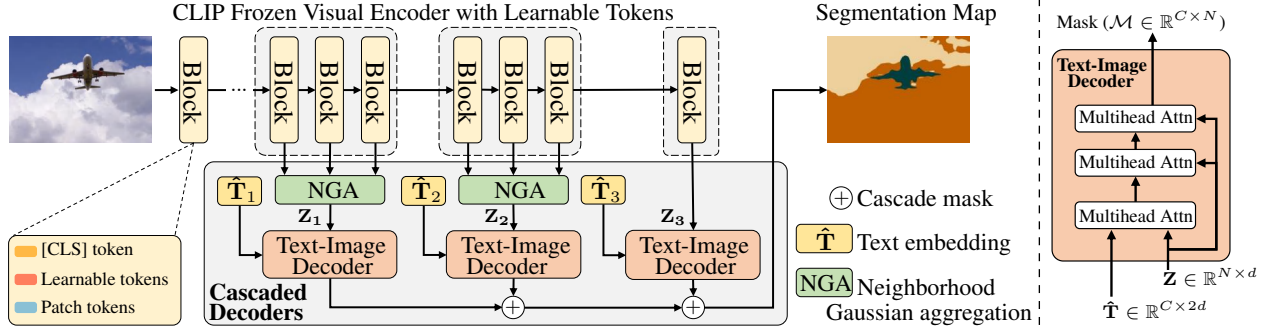 CLIP Frozen Visual Encoder with Learnable Tokens
Segmentation Map
Block
...
Block
Block
Block
Block
Block
Block
Block
T̂₁
NGA
T̂₂
NGA
T̂₃
Z₁
Z₂
Z₃
Text-Image
Decoder
Text-Image
Decoder
Text-Image
Decoder
Cascaded
Decoders
[CLS] token
Learnable tokens
Patch tokens
+
+
+ Cascade mask
T̂ Text embedding
NGA Neighborhood
Gaussian aggregation
Mask (ℳ ∈ ℝ^{C×N})
Text-Image
Decoder
Multihead Attn
Multihead Attn
Multihead Attn
Z ∈ ℝ^{N×d}
T̂ ∈ ℝ^{C×2d}